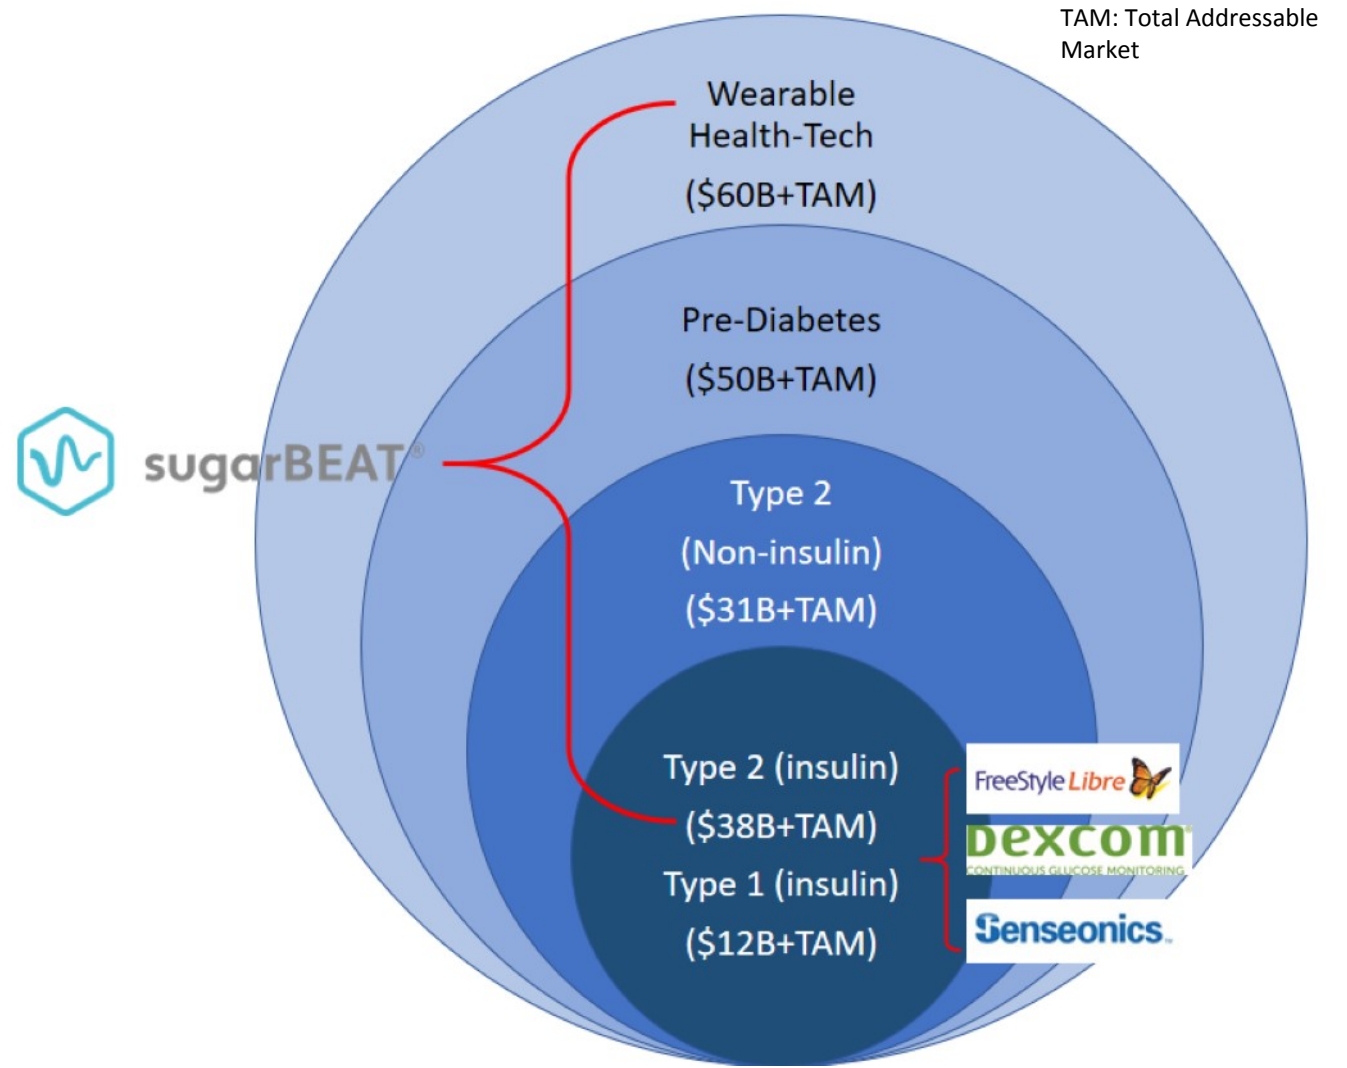 TAM: Total Addressable
Market
Wearable
Health-Tech
($60B+TAM)
Pre-Diabetes
($50B+TAM)
sugarBEAT®
Type 2
(Non-insulin)
($31B+TAM)
Type 2 (insulin)
($38B+TAM)
Type 1 (insulin)
($12B+TAM)
FreeStyle Libre
Dexcom
CONTINUOUS GLUCOSE MONITORING
Senseonics™